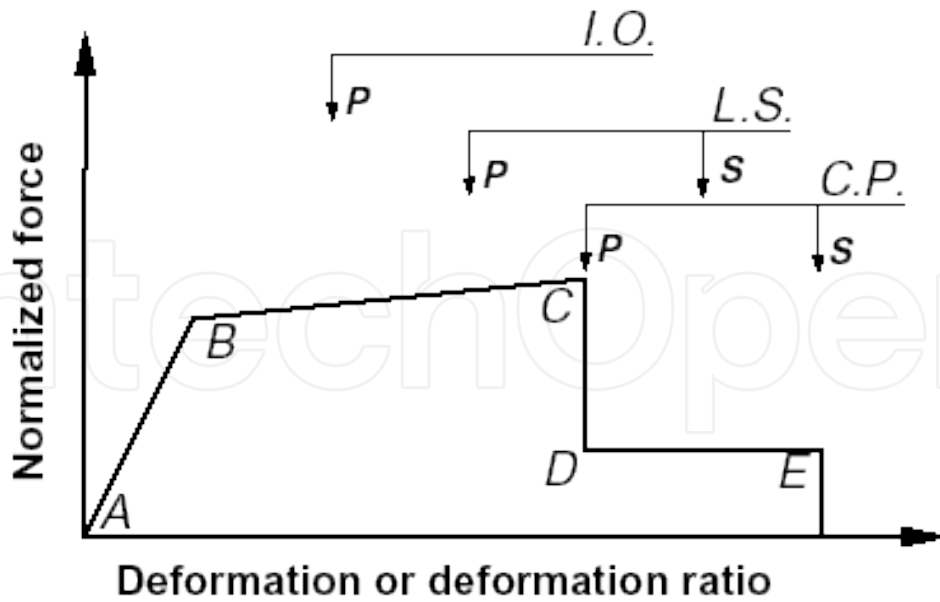 I.O.
P
L.S.
P
S
C.P.
P
S
Normalized force
C
B
D
E
A
Deformation or deformation ratio